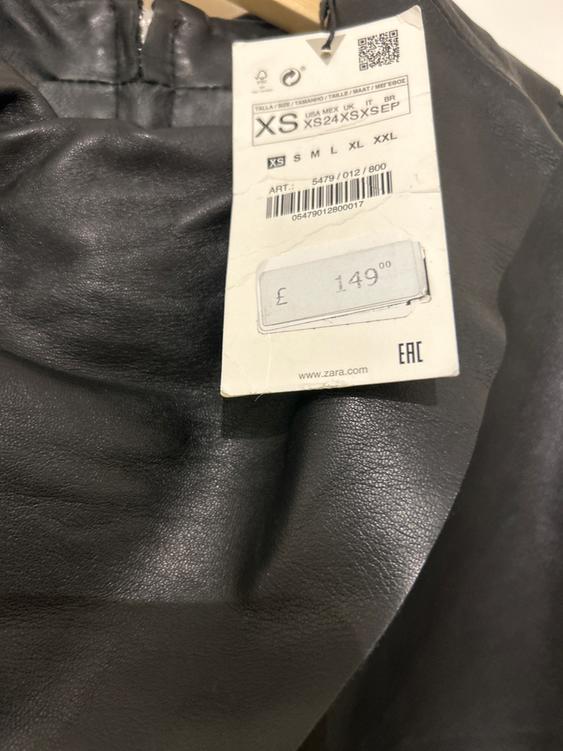 TALLA / SIZE / TAMANHO / TAILLE / MAAT / ΜΕΓΕΘΟΣ
XS
USA MEX UK IT BR
XS 24 XS XS EP
XS S M L XL XXL
ART.: 5479 / 012 / 800
05479012800017
£ 149⁰⁰
EAC
www.zara.com